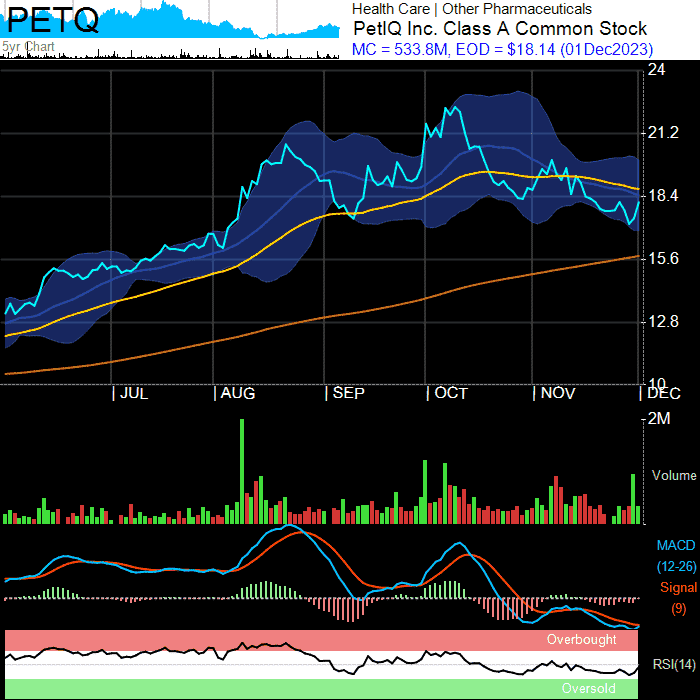 PETQ
5yr Chart
Health Care | Other Pharmaceuticals
PetIQ Inc. Class A Common Stock
MC = 533.8M, EOD = $18.14 (01Dec2023)
24
21.2
18.4
15.6
12.8
10
| JUL | AUG | SEP | OCT | NOV | DEC
2M
Volume
MACD
(12-26)
Signal
(9)
Overbought
RSI(14)
Oversold